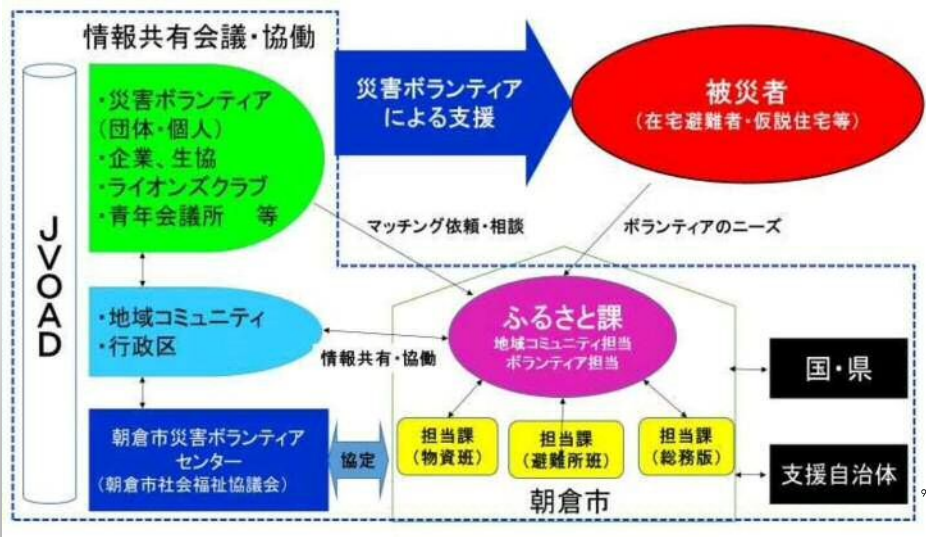 情報共有会議・協働
JVOAD
・災害ボランティア
(団体・個人)
・企業、生協
・ライオンズクラブ
・青年会議所　等
災害ボランティア
による支援
被災者
(在宅避難者・仮説住宅等)
マッチング依頼・相談
ボランティアのニーズ
・地域コミュニティ
・行政区
情報共有・協働
ふるさと課
地域コミュニティ担当
ボランティア担当
国・県
朝倉市災害ボランティア
センター
(朝倉市社会福祉協議会)
協定
担当課
(物資班)
担当課
(避難所班)
担当課
(総務版)
朝倉市
支援自治体
9